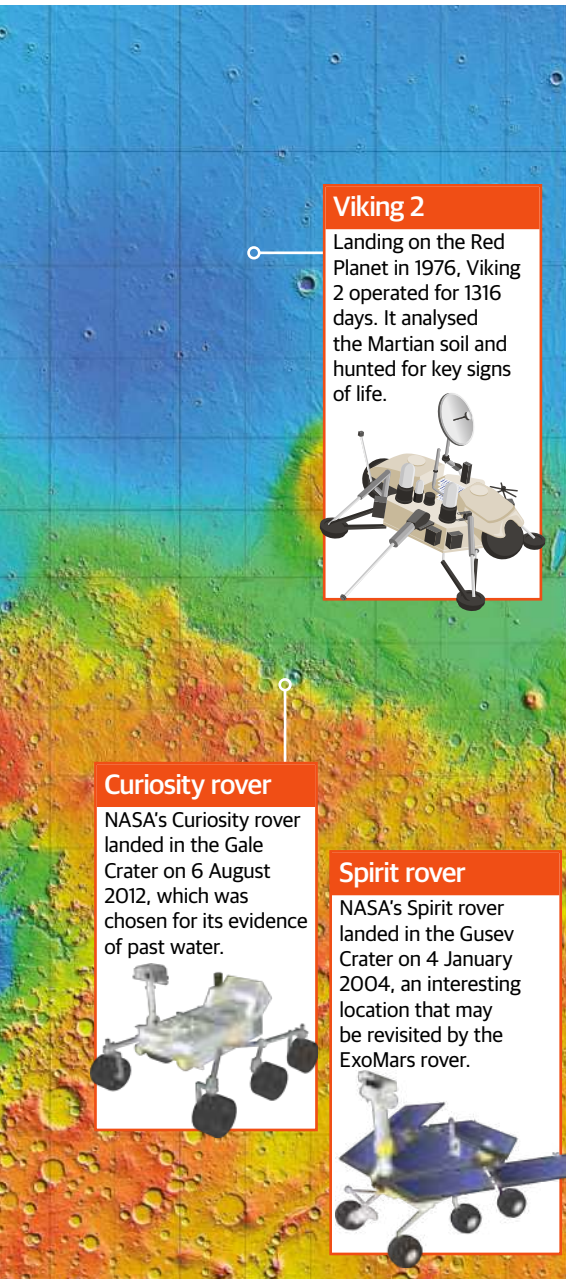 Viking 2
Landing on the Red
Planet in 1976, Viking
2 operated for 1316
days. It analysed
the Martian soil and
hunted for key signs
of life.
Curiosity rover
NASA's Curiosity rover
landed in the Gale
Crater on 6 August
2012, which was
chosen for its evidence
of past water.
Spirit rover
NASA's Spirit rover
landed in the Gusev
Crater on 4 January
2004, an interesting
location that may
be revisited by the
ExoMars rover.